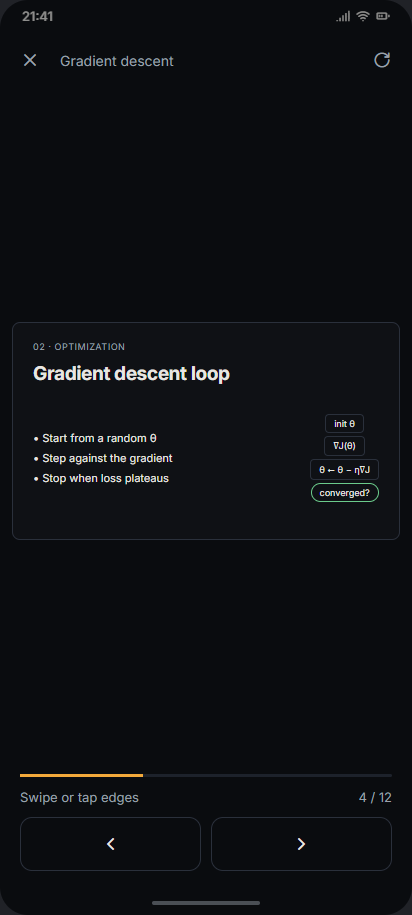 21:41
Gradient descent
02 · OPTIMIZATION
Gradient descent loop
• Start from a random θ
• Step against the gradient
• Stop when loss plateaus
init θ
∇J(θ)
θ ← θ − η∇J
converged?
Swipe or tap edges
4 / 12